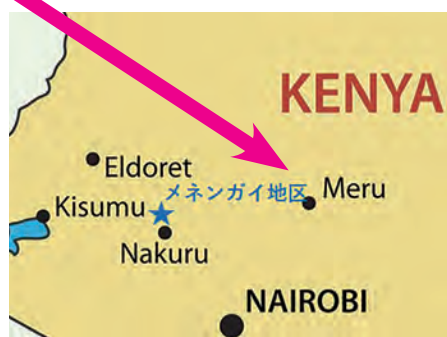 KENYA
Eldoret
メネンガイ地区
Meru
Kisumu
Nakuru
NAIROBI